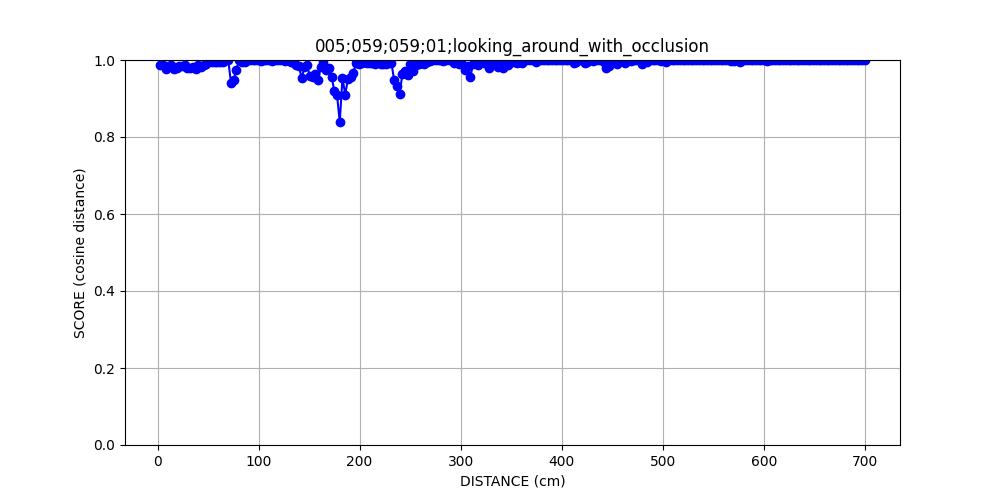 005;059;059;01;looking_around_with_occlusion
1.0
0.8
0.6
0.4
0.2
0.0
SCORE (cosine distance)
0 100 200 300 400 500 600 700
DISTANCE (cm)